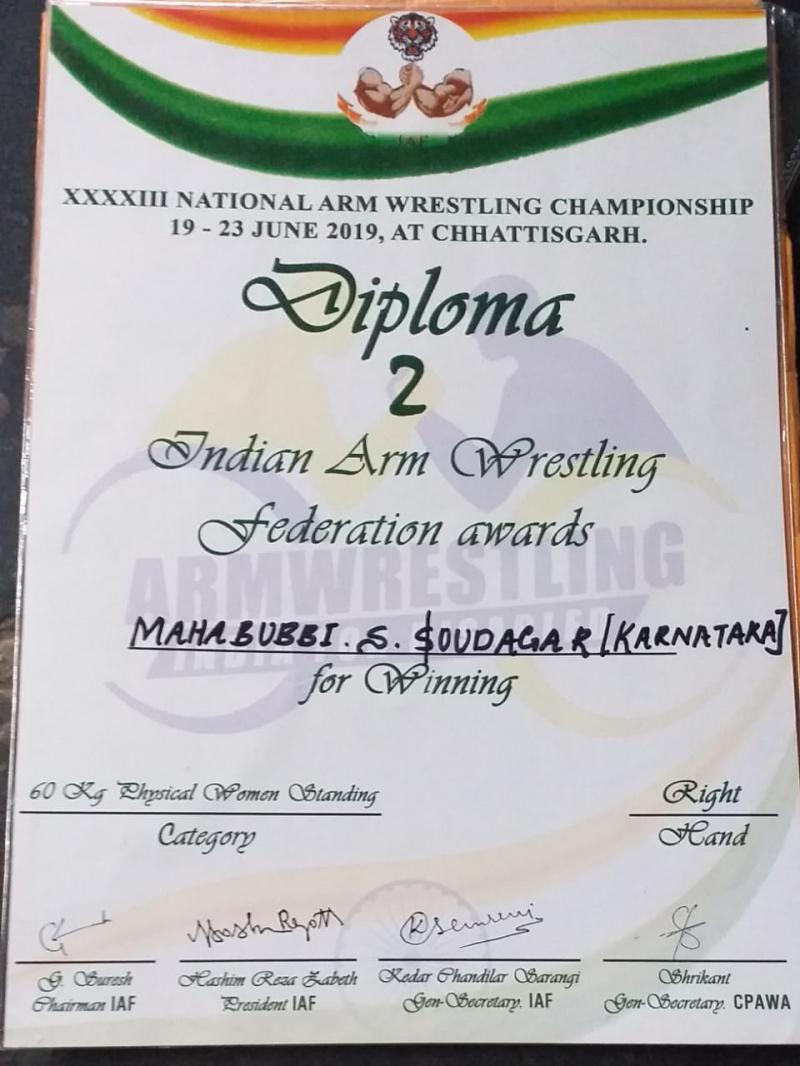 IAF
XXXXIII NATIONAL ARM WRESTLING CHAMPIONSHIP
19 - 23 JUNE 2019, AT CHHATTISGARH.
Diploma
2
Indian Arm Wrestling
Federation awards
ARMWRESTLING
MAHABUBBI. S. SOUDAGAR [KARNATAKA]
INDIA FOR
for Winning
60 Kg Physical Women Standing Right
Category Hand
G. Suresh Hashim Reza Zabeth Kedar Chandilar Sarangi Shrikant
Chairman IAF President IAF Gen-Secretary. IAF Gen-Secretary. CPAWA